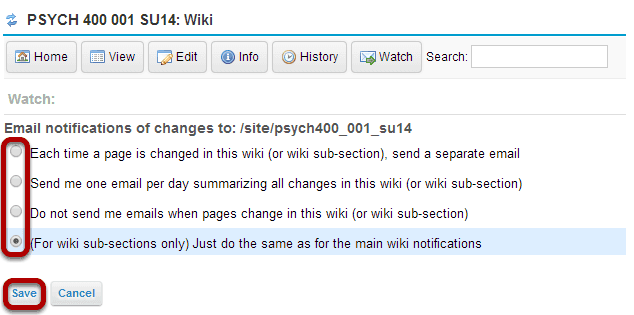 PSYCH 400 001 SU14: Wiki
Home View Edit Info History Watch Search:
Watch:
Email notifications of changes to: /site/psych400_001_su14
Each time a page is changed in this wiki (or wiki sub-section), send a separate email
Send me one email per day summarizing all changes in this wiki (or wiki sub-section)
Do not send me emails when pages change in this wiki (or wiki sub-section)
(For wiki sub-sections only) Just do the same as for the main wiki notifications
Save Cancel